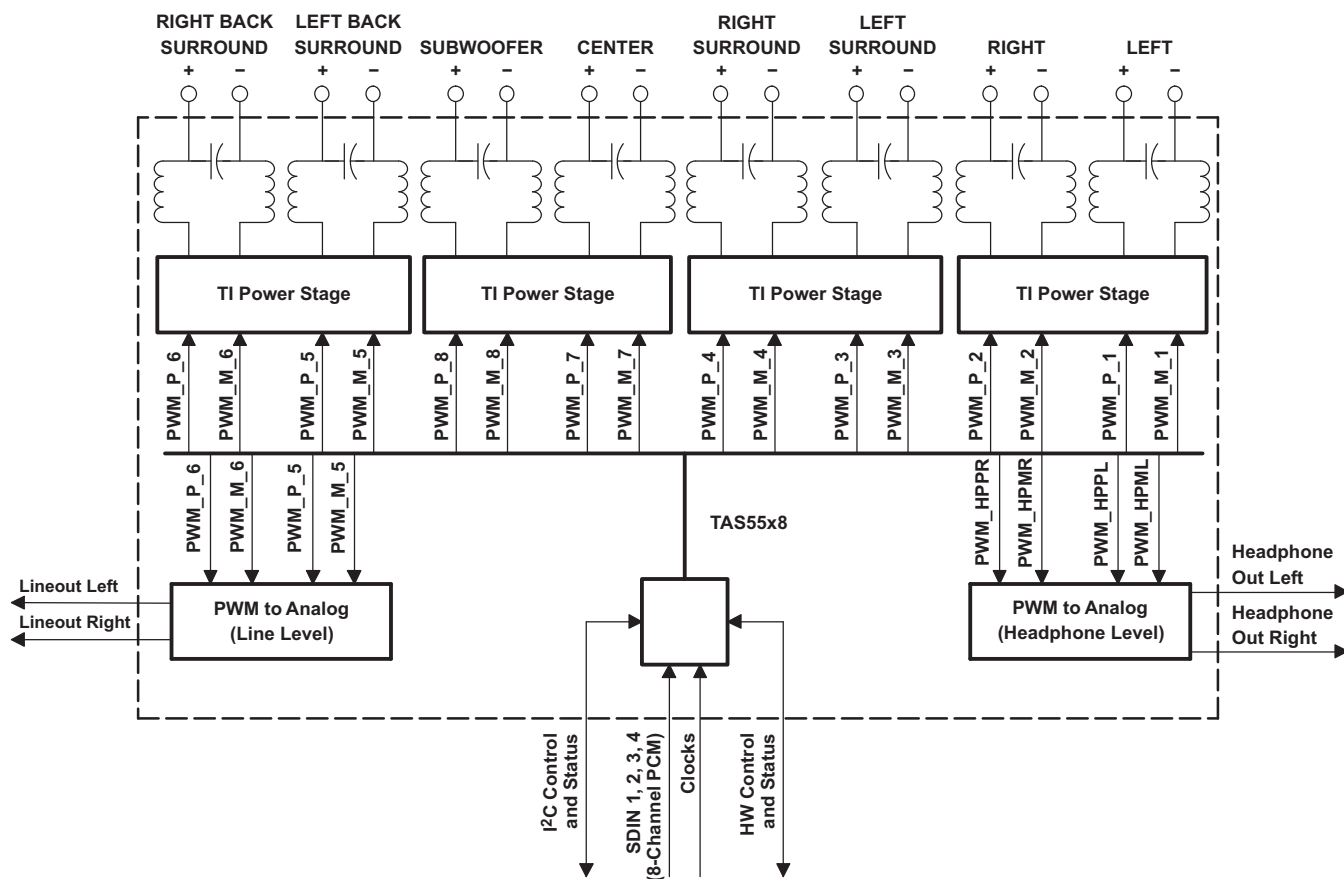 RIGHT BACK
SURROUND
LEFT BACK
SURROUND
SUBWOOFER
CENTER
RIGHT
SURROUND
LEFT
SURROUND
RIGHT
LEFT
+ − + − + − + − + − + − + − + −
TI Power Stage
TI Power Stage
TI Power Stage
TI Power Stage
PWM_P_6
PWM_M_6
PWM_P_5
PWM_M_5
PWM_P_8
PWM_M_8
PWM_P_7
PWM_M_7
PWM_P_4
PWM_M_4
PWM_P_3
PWM_M_3
PWM_P_2
PWM_M_2
PWM_P_1
PWM_M_1
PWM_P_6
PWM_M_6
PWM_P_5
PWM_M_5
TAS55x8
PWM_HPPR
PWM_HPMR
PWM_HPPL
PWM_HPML
Lineout Left
Lineout Right
PWM to Analog
(Line Level)
PWM to Analog
(Headphone Level)
Headphone
Out Left
Headphone
Out Right
I²C Control
and Status
SDIN 1, 2, 3, 4
(8-Channel PCM)
Clocks
HW Control
and Status